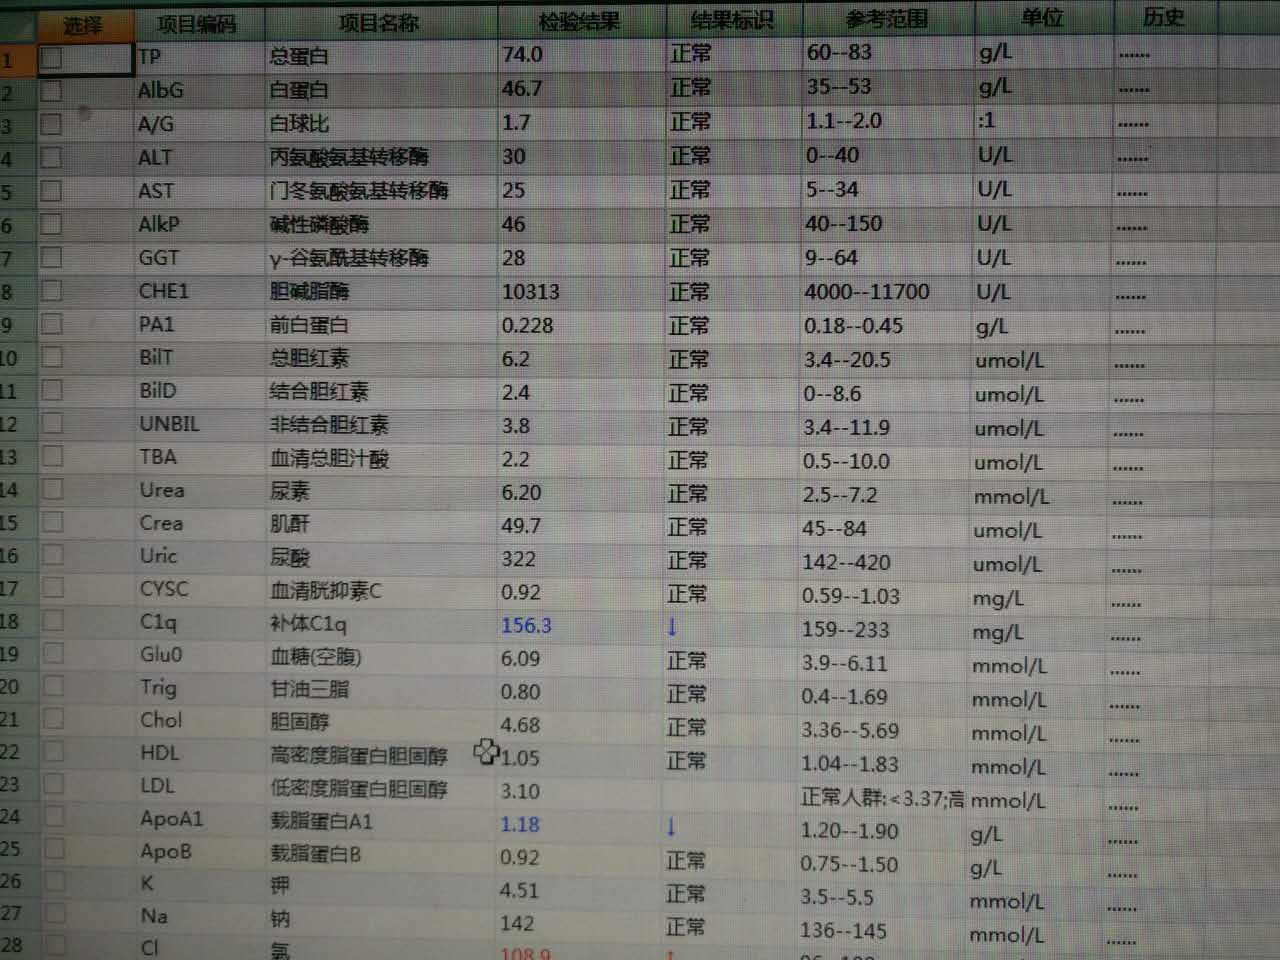 选择 项目编码 项目名称 检验结果 结果标识 参考范围 单位 历史
1 TP 总蛋白 74.0 正常 60--83 g/L ......
2 AlbG 白蛋白 46.7 正常 35--53 g/L ......
3 A/G 白球比 1.7 正常 1.1--2.0 :1 ......
4 ALT 丙氨酸氨基转移酶 30 正常 0--40 U/L ......
5 AST 门冬氨酸氨基转移酶 25 正常 5--34 U/L ......
6 AlkP 碱性磷酸酶 46 正常 40--150 U/L ......
7 GGT γ-谷氨酰基转移酶 28 正常 9--64 U/L ......
8 CHE1 胆碱脂酶 10313 正常 4000--11700 U/L ......
9 PA1 前白蛋白 0.228 正常 0.18--0.45 g/L ......
10 BilT 总胆红素 6.2 正常 3.4--20.5 umol/L ......
11 BilD 结合胆红素 2.4 正常 0--8.6 umol/L ......
12 UNBIL 非结合胆红素 3.8 正常 3.4--11.9 umol/L ......
13 TBA 血清总胆汁酸 2.2 正常 0.5--10.0 umol/L ......
14 Urea 尿素 6.20 正常 2.5--7.2 mmol/L ......
15 Crea 肌酐 49.7 正常 45--84 umol/L ......
16 Uric 尿酸 322 正常 142--420 umol/L ......
17 CYSC 血清胱抑素C 0.92 正常 0.59--1.03 mg/L ......
18 C1q 补体C1q 156.3 ↓ 159--233 mg/L ......
19 Glu0 血糖(空腹) 6.09 正常 3.9--6.11 mmol/L ......
20 Trig 甘油三脂 0.80 正常 0.4--1.69 mmol/L ......
21 Chol 胆固醇 4.68 正常 3.36--5.69 mmol/L ......
22 HDL 高密度脂蛋白胆固醇 1.05 正常 1.04--1.83 mmol/L ......
23 LDL 低密度脂蛋白胆固醇 3.10 正常人群:<3.37;高 mmol/L ......
24 ApoA1 载脂蛋白A1 1.18 ↓ 1.20--1.90 g/L ......
25 ApoB 载脂蛋白B 0.92 正常 0.75--1.50 g/L ......
26 K 钾 4.51 正常 3.5--5.5 mmol/L ......
27 Na 钠 142 正常 136--145 mmol/L ......
28 Cl 氯 108.9 ↑